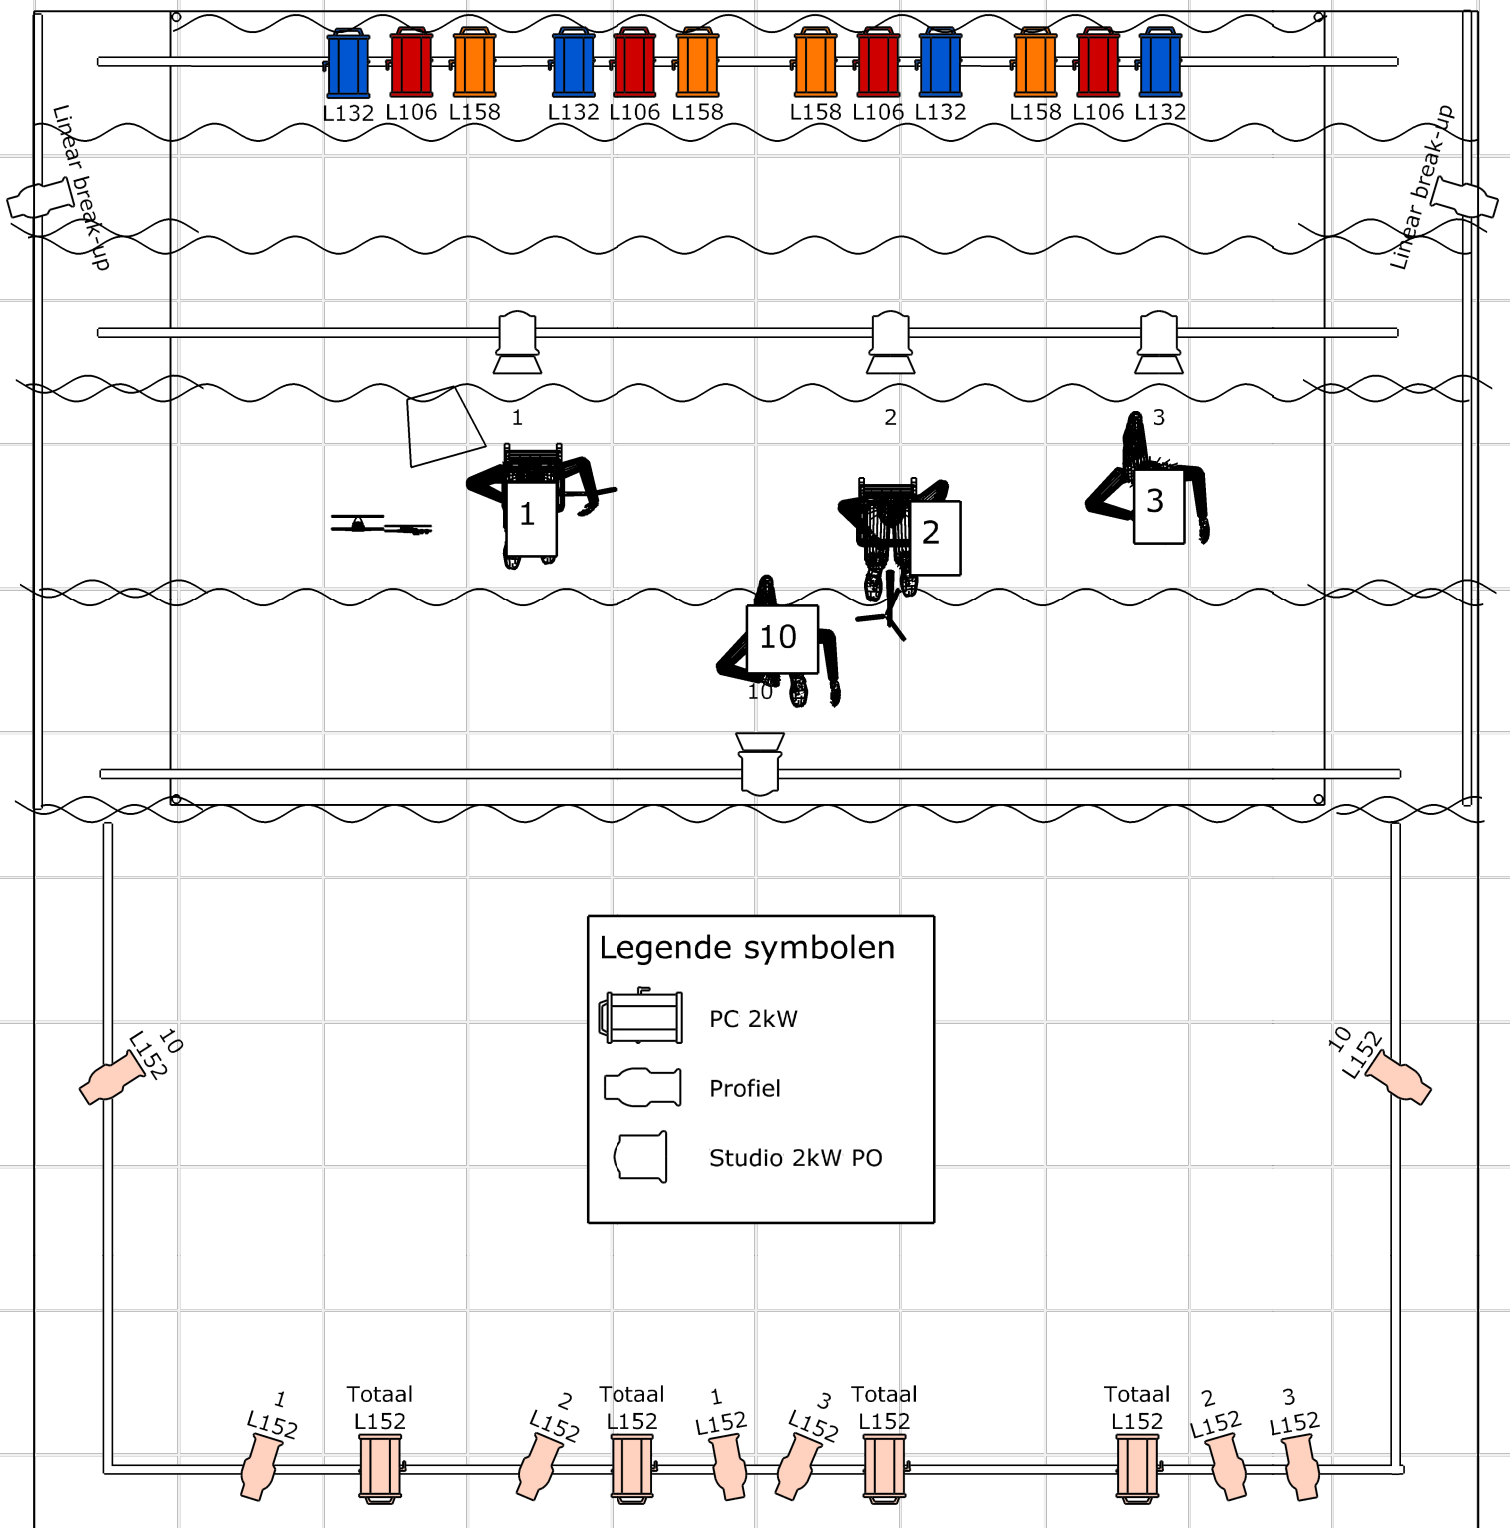 L132
L106
L158
L132
L106
L158
L158
L106
L132
L158
L106
L132
Linear break-up
Linear break-up
1
2
3
1
2
3
10
10
Legende symbolen
PC 2kW
Profiel
Studio 2kW PO
10
L152
10
L152
1
L152
Totaal
L152
2
L152
Totaal
L152
1
L152
3
L152
Totaal
L152
Totaal
L152
2
L152
3
L152